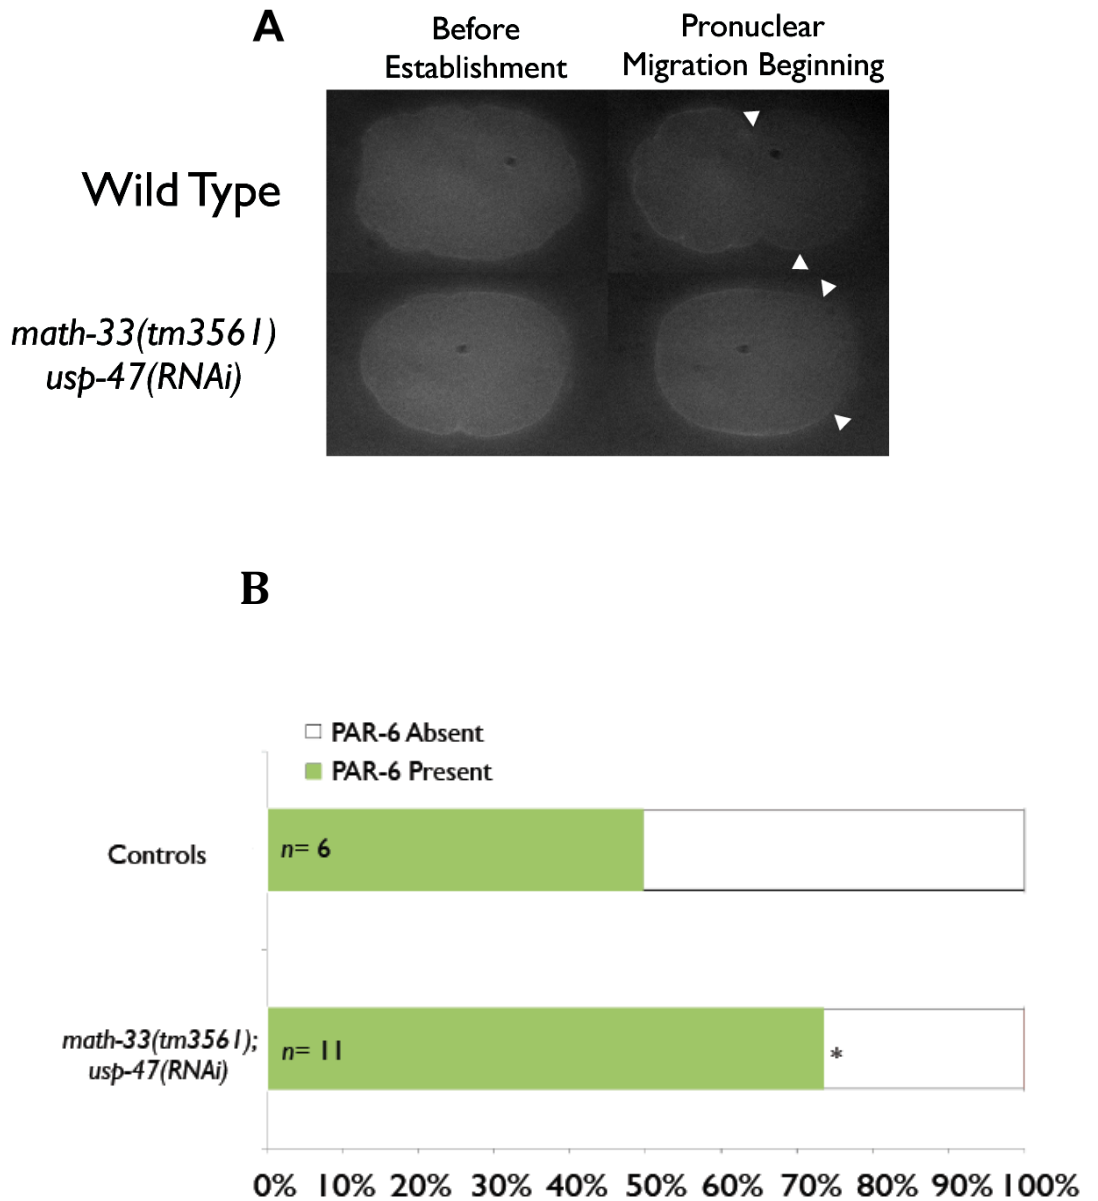 A
Before
Establishment
Pronuclear
Migration Beginning
Wild Type
math-33(tm3561)
usp-47(RNAi)
B
PAR-6 Absent
PAR-6 Present
Controls
n= 6
math-33(tm3561);
usp-47(RNAi)
n= 11
*
0% 10% 20% 30% 40% 50% 60% 70% 80% 90% 100%